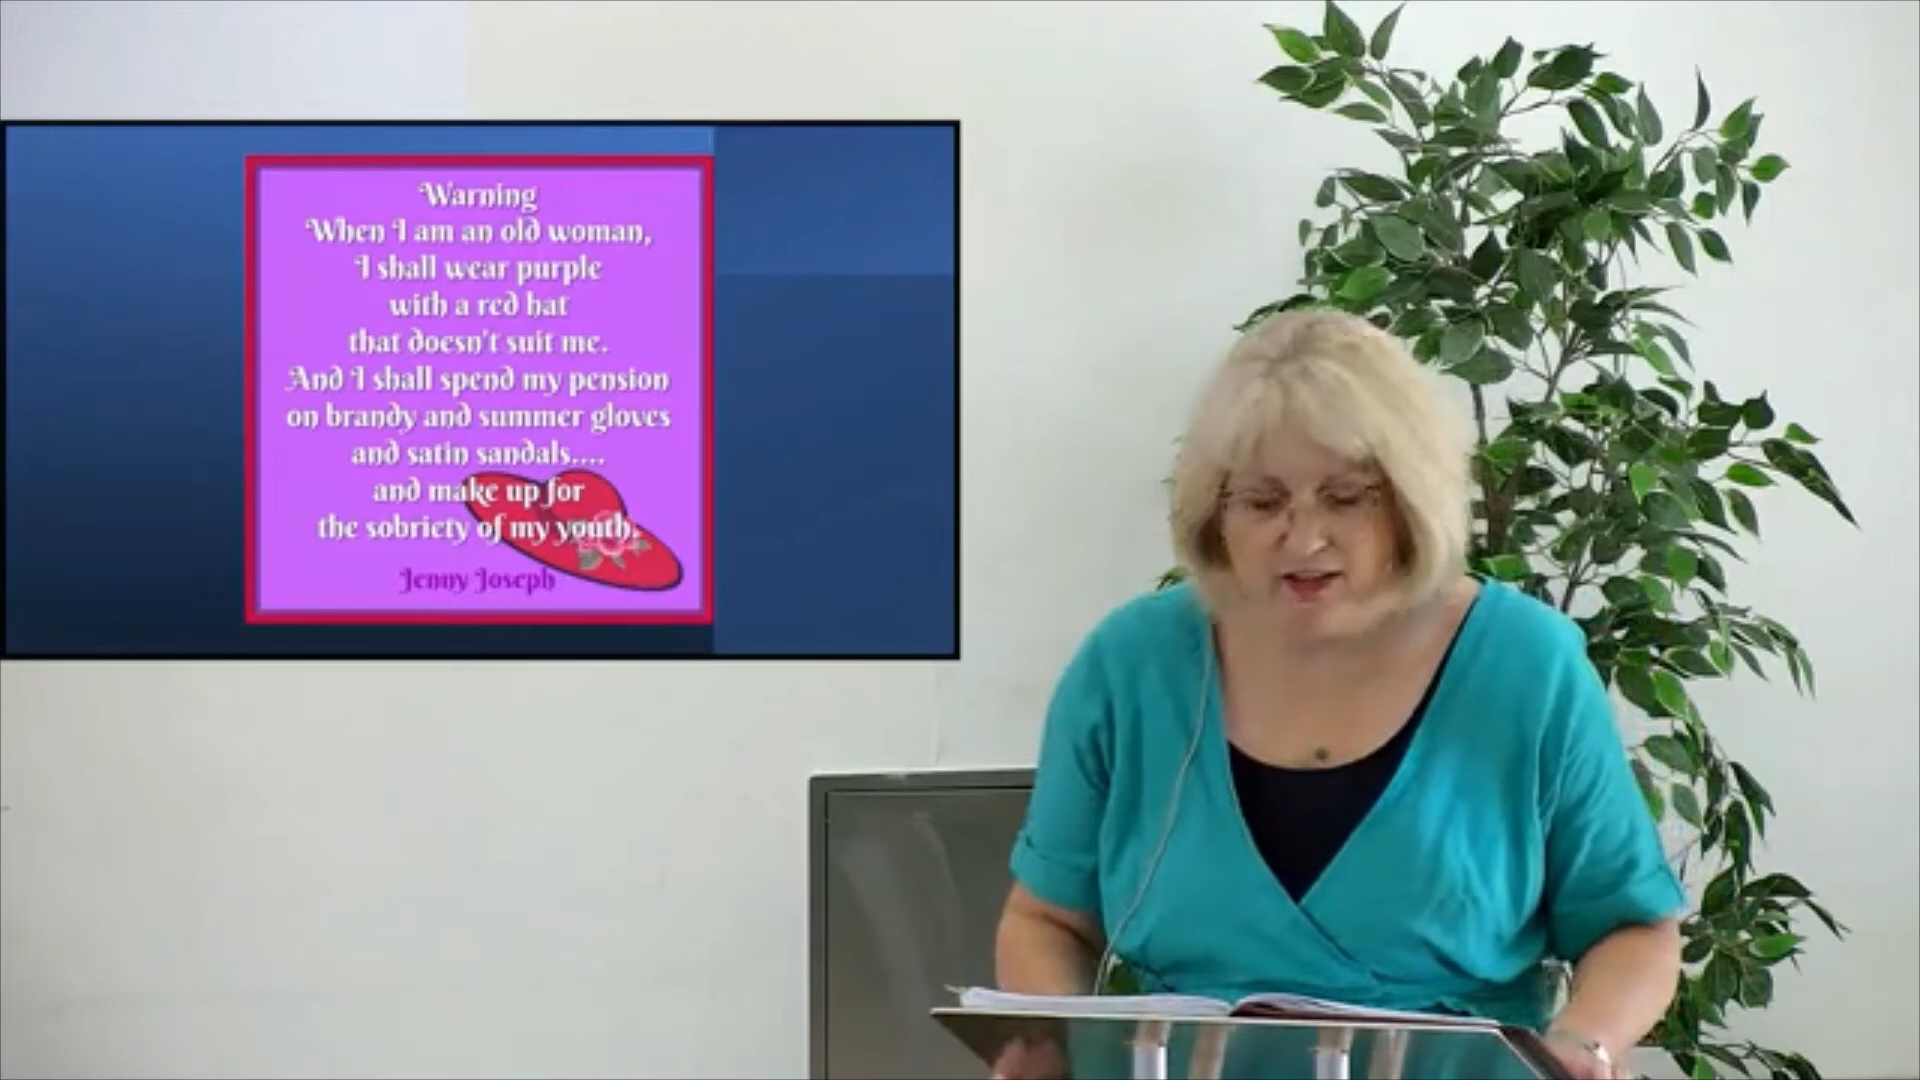 Warning
When I am an old woman,
I shall wear purple
with a red hat
that doesn't suit me.
And I shall spend my pension
on brandy and summer gloves
and satin sandals....
and make up for
the sobriety of my youth.
Jenny Joseph